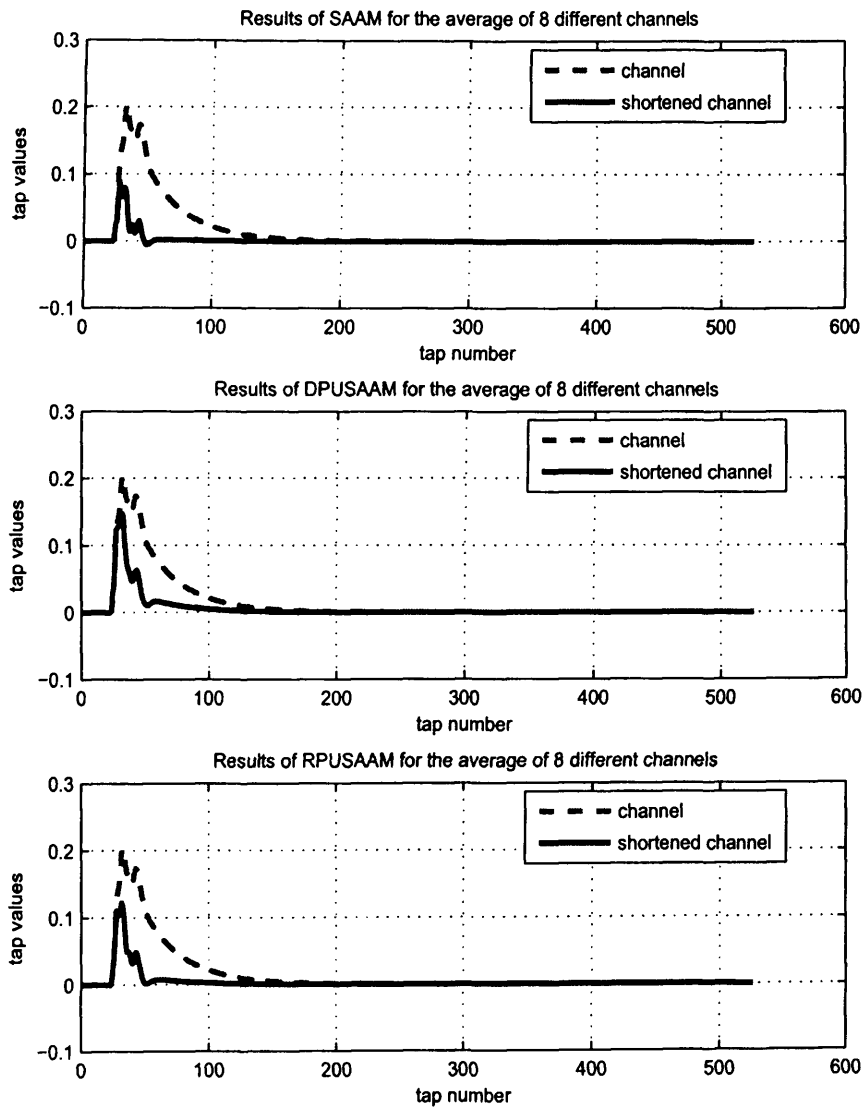 Results of SAAM for the average of 8 different channels
0.3
0.2
0.1
0
−0.1
tap values
channel
shortened channel
0 100 200 300 400 500 600
tap number
Results of DPUSAAM for the average of 8 different channels
0.3
0.2
0.1
0
−0.1
tap values
channel
shortened channel
0 100 200 300 400 500 600
tap number
Results of RPUSAAM for the average of 8 different channels
0.3
0.2
0.1
0
−0.1
tap values
channel
shortened channel
0 100 200 300 400 500 600
tap number